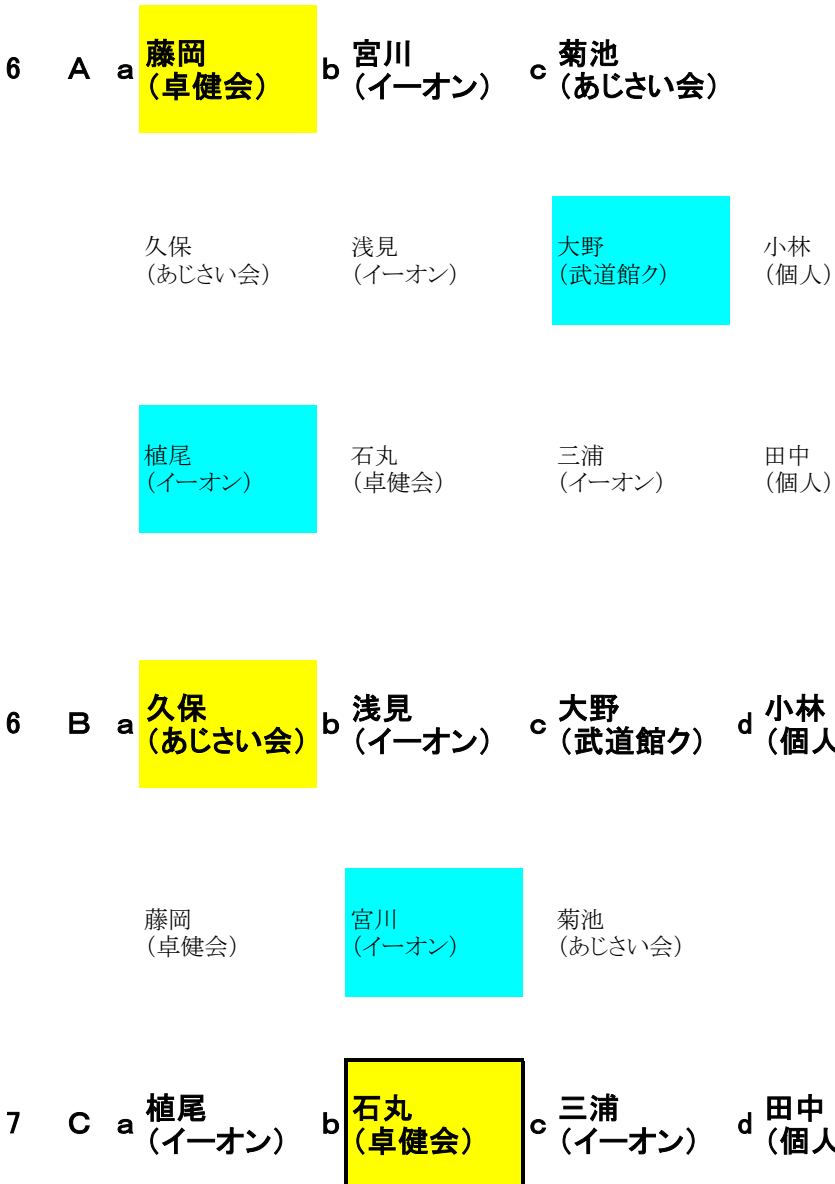 6 A a 藤岡 b 宮川 c 菊池
(卓健会) (イーオン) (あじさい会)
久保 浅見 大野 小林
(あじさい会) (イーオン) (武道館ク) (個人)
植尾 石丸 三浦 田中
(イーオン) (卓健会) (イーオン) (個人)
6 B a 久保 b 浅見 c 大野 d 小林
(あじさい会) (イーオン) (武道館ク) (個人
藤岡 宮川 菊池
(卓健会) (イーオン) (あじさい会)
7 C a 植尾 b 石丸 c 三浦 d 田中
(イーオン) (卓健会) (イーオン) (個人